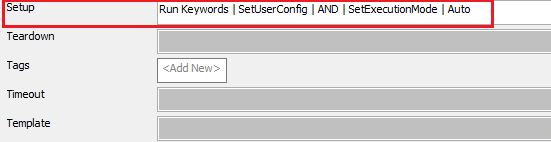 Setup Run Keywords | SetUserConfig | AND | SetExecutionMode | Auto
Teardown
Tags <Add New>
Timeout
Template